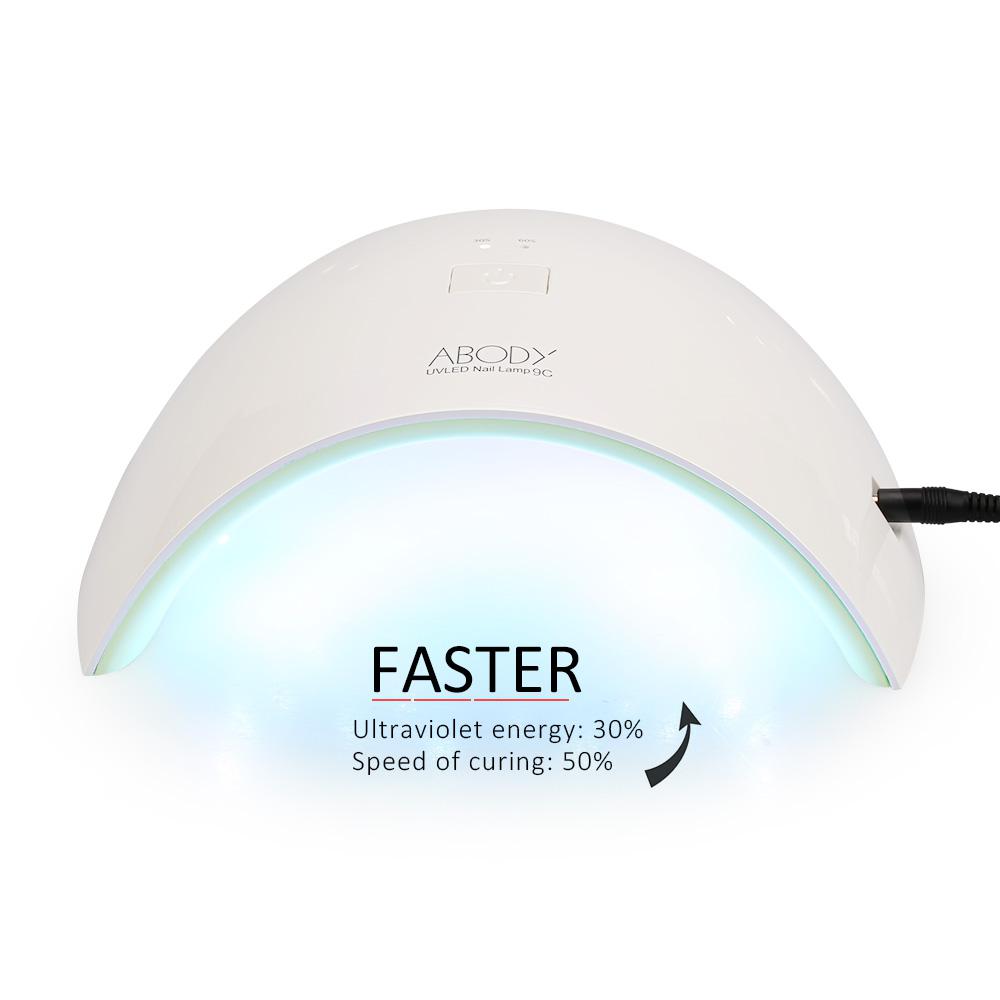 30S 60S
ABODY
UVLED Nail Lamp 9C
FASTER
Ultraviolet energy: 30%
Speed of curing: 50%